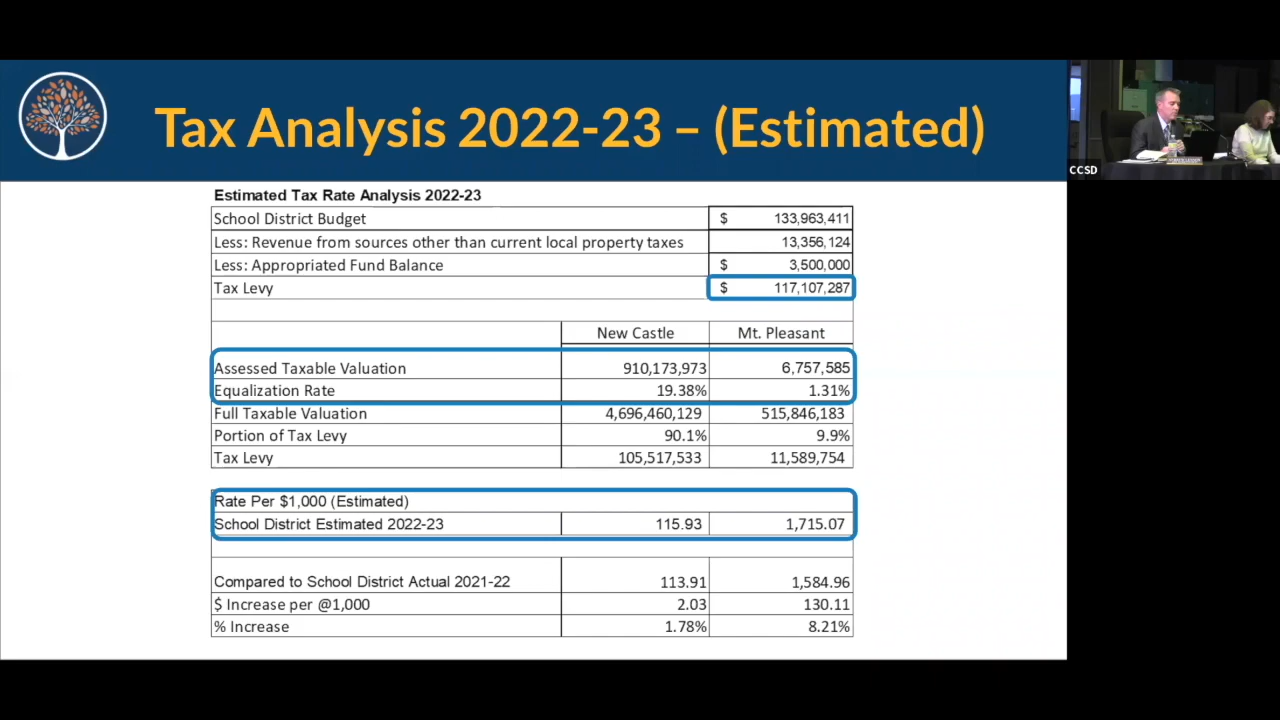 Tax Analysis 2022-23 – (Estimated)
CCSD
Estimated Tax Rate Analysis 2022-23
School District Budget $ 133,963,411
Less: Revenue from sources other than current local property taxes 13,356,124
Less: Appropriated Fund Balance $ 3,500,000
Tax Levy $ 117,107,287
New Castle Mt. Pleasant
Assessed Taxable Valuation 910,173,973 6,757,585
Equalization Rate 19.38% 1.31%
Full Taxable Valuation 4,696,460,129 515,846,183
Portion of Tax Levy 90.1% 9.9%
Tax Levy 105,517,533 11,589,754
Rate Per $1,000 (Estimated)
School District Estimated 2022-23 115.93 1,715.07
Compared to School District Actual 2021-22 113.91 1,584.96
$ Increase per @1,000 2.03 130.11
% Increase 1.78% 8.21%